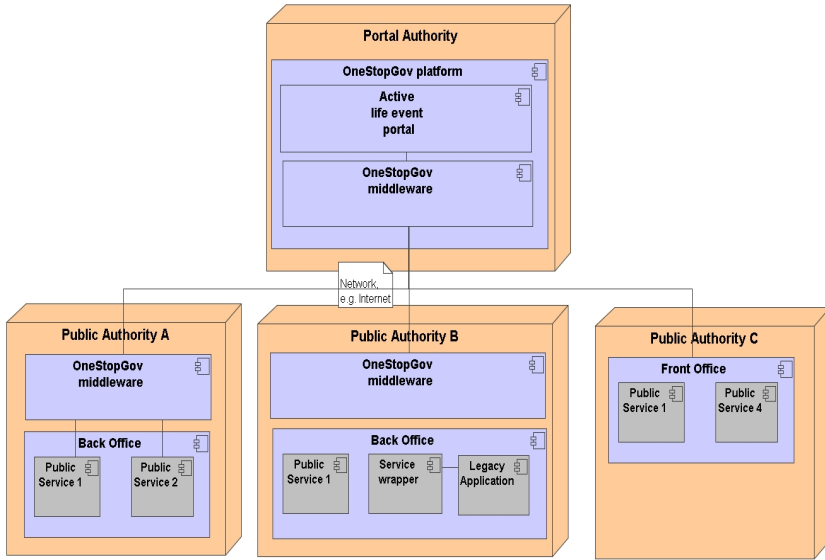 Portal Authority
OneStopGov platform
Active
life event
portal
OneStopGov
middleware
Network,
e.g. Internet
Public Authority A
OneStopGov
middleware
Back Office
Public
Service 1
Public
Service 2
Public Authority B
OneStopGov
middleware
Back Office
Public
Service 1
Service
wrapper
Legacy
Application
Public Authority C
Front Office
Public
Service 1
Public
Service 4